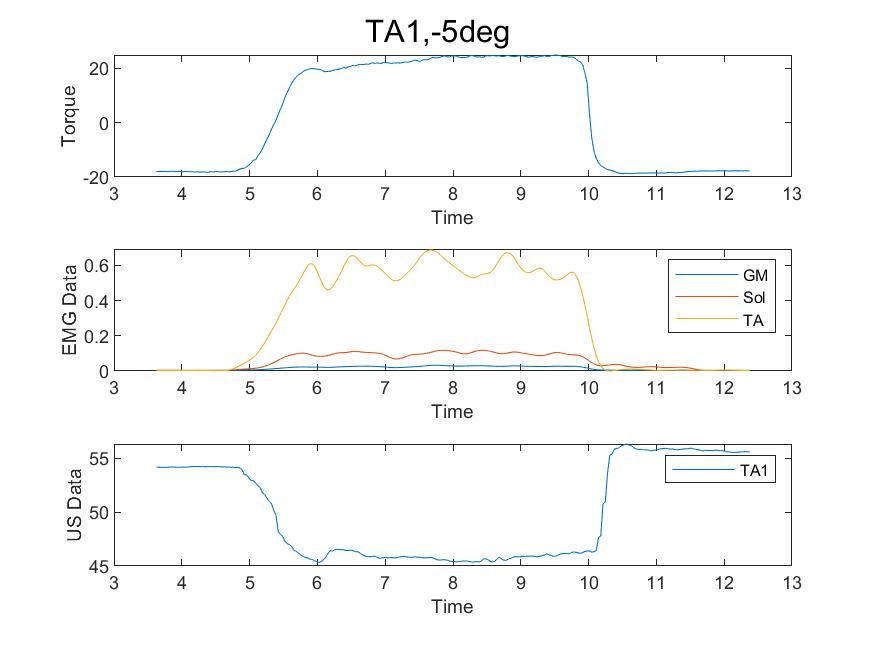 TA1,-5deg
20
0
-20
Torque
3 4 5 6 7 8 9 10 11 12 13
Time
0.6
0.4
0.2
0
EMG Data
GM
Sol
TA
3 4 5 6 7 8 9 10 11 12 13
Time
55
50
45
US Data
TA1
3 4 5 6 7 8 9 10 11 12 13
Time